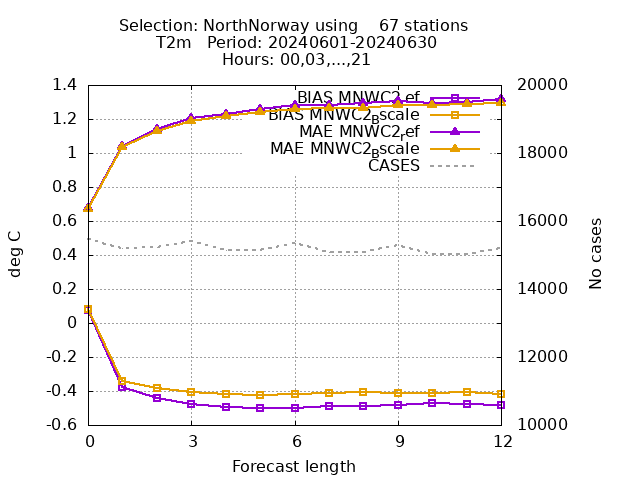 Selection: NorthNorway using    67 stations
T2m   Period: 20240601-20240630
Hours: 00,03,...,21
1.4
1.2
1
0.8
0.6
0.4
0.2
0
-0.2
-0.4
-0.6
20000
18000
16000
14000
12000
10000
0
3
6
9
12
BIAS MNWC2_ref
BIAS MNWC2_Bscale
MAE MNWC2_ref
MAE MNWC2_Bscale
CASES
deg C
No cases
Forecast length